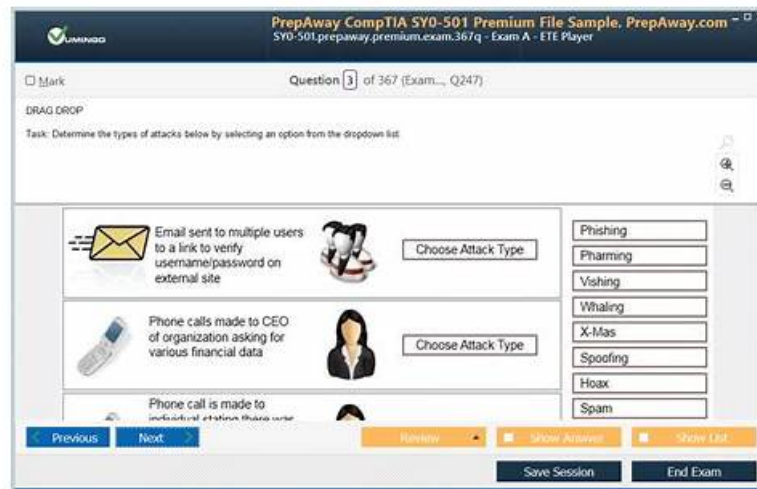 PrepAway CompTIA SY0-501 Premium File Sample. PrepAway.com
VUMINGO
SY0-501.prepaway.premium.exam.367q - Exam A - ETE Player
Mark
Question 3 of 367 (Exam..., Q247)
DRAG DROP
Task: Determine the types of attacks below by selecting an option from the dropdown list
Email sent to multiple users
to a link to verify
username/password on
external site
Choose Attack Type
Phone calls made to CEO
of organization asking for
various financial data
Choose Attack Type
Phone call is made to
individual stating there was
Phishing
Pharming
Vishing
Whaling
X-Mas
Spoofing
Hoax
Spam
Previous
Next
Review
Show Answer
Show List
Save Session
End Exam